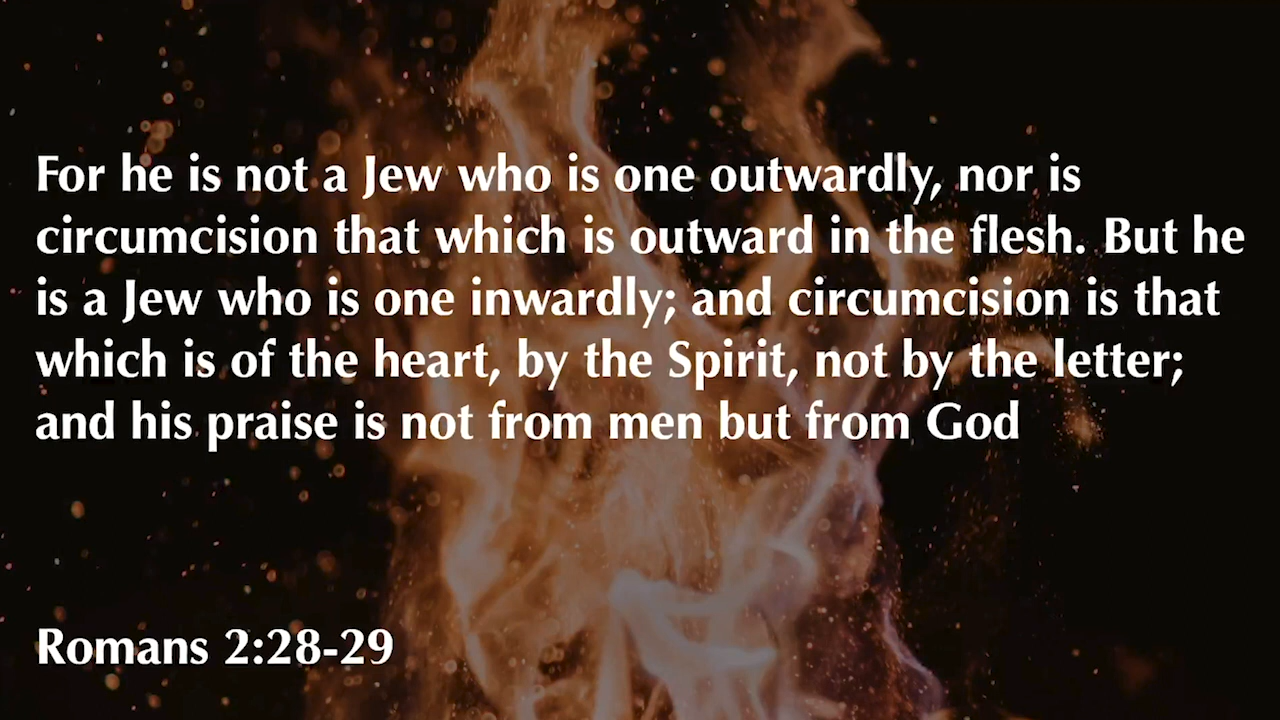 For he is not a Jew who is one outwardly, nor is
circumcision that which is outward in the flesh. But he
is a Jew who is one inwardly; and circumcision is that
which is of the heart, by the Spirit, not by the letter;
and his praise is not from men but from God
Romans 2:28-29